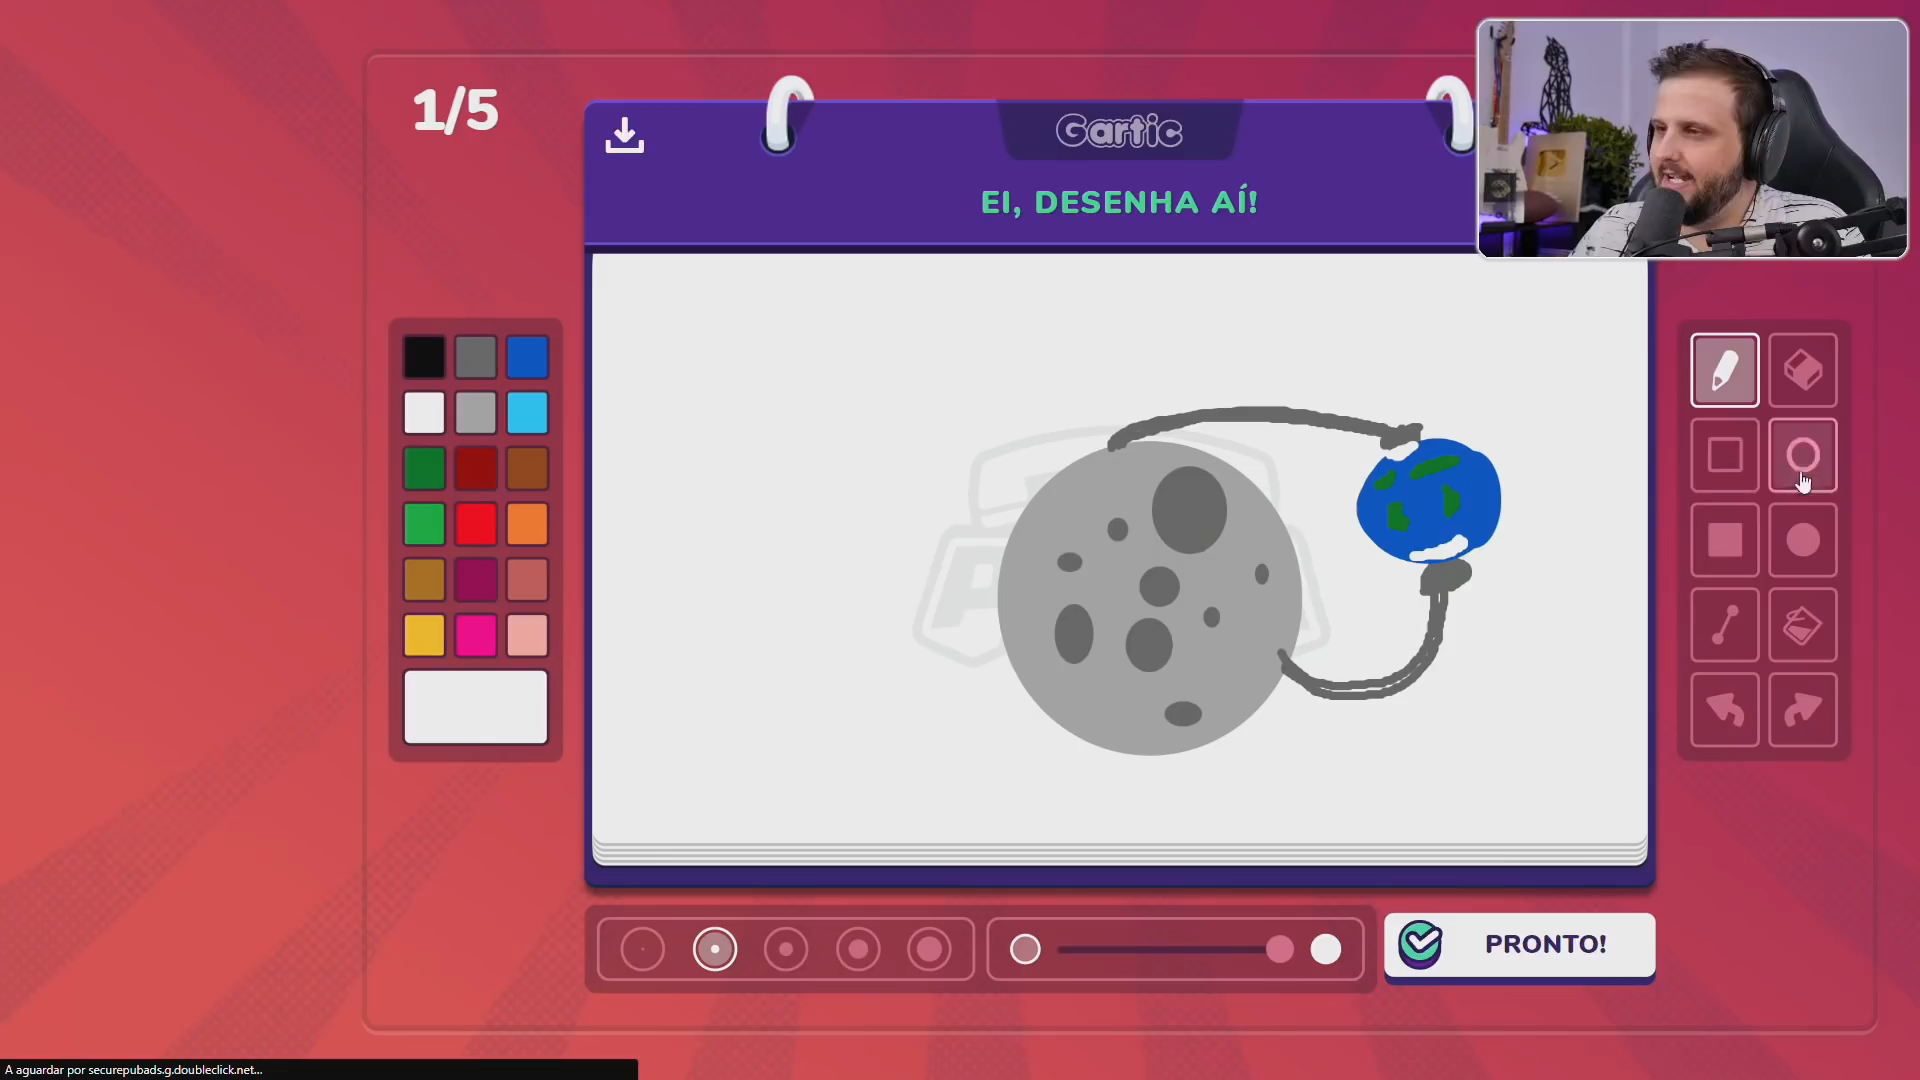 1/5
Gartic
EI, DESENHA AÍ!
PRONTO!
A aguardar por securepubads.g.doubleclick.net...